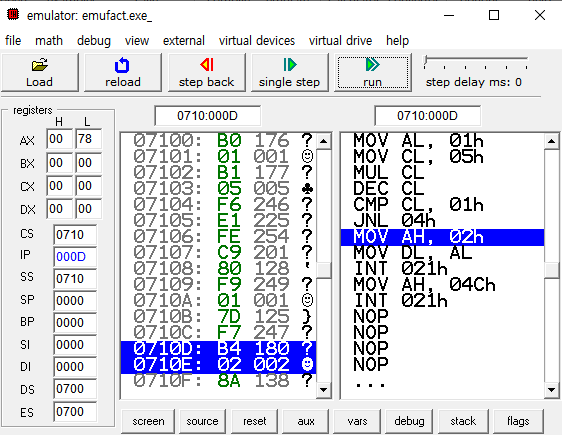 emulator: emufact.exe_
file math debug view external virtual devices virtual drive help
Load reload step back single step run step delay ms: 0
registers
H L
AX 00 78
BX 00 00
CX 00 00
DX 00 00
CS 0710
IP 000D
SS 0710
SP 0000
BP 0000
SI 0000
DI 0000
DS 0700
ES 0700
0710:000D
07100: B0 176 ?
07101: 01 001 ☺
07102: B1 177 ?
07103: 05 005 ♣
07104: F6 246 ?
07105: E1 225 ?
07106: FE 254 ?
07107: C9 201 ?
07108: 80 128 '
07109: F9 249 ?
0710A: 01 001 ☺
0710B: 7D 125 }
0710C: F7 247 ?
0710D: B4 180 ?
0710E: 02 002 ☻
0710F: 8A 138 ?
0710:000D
MOV AL, 01h
MOV CL, 05h
MUL CL
DEC CL
CMP CL, 01h
JNL 04h
MOV AH, 02h
MOV DL, AL
INT 021h
MOV AH, 04Ch
INT 021h
NOP
NOP
NOP
NOP
...
screen source reset aux vars debug stack flags